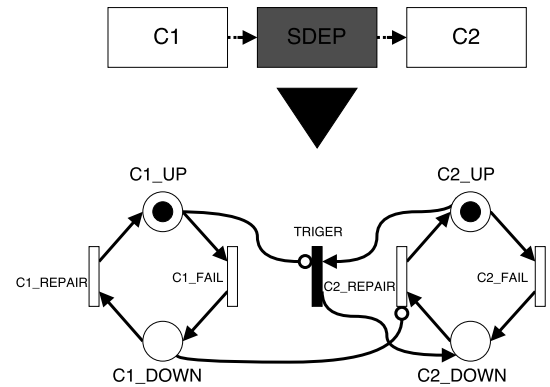 C1
SDEP
C2
C1_UP
C2_UP
TRIGER
C1_REPAIR
C1_FAIL
C2_REPAIR
C2_FAIL
C1_DOWN
C2_DOWN